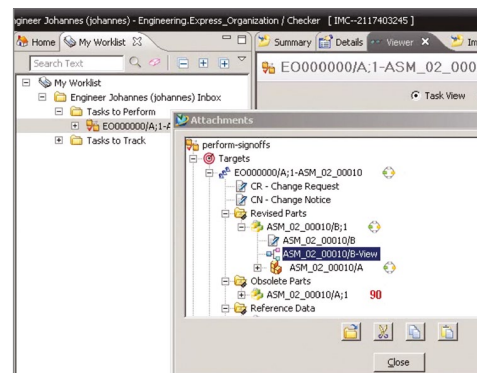 gineer Johannes (johannes) - Engineering.Express_Organization / Checker [ IMC--2117403245 ]
Home My Worklist Summary Details Viewer
Search Text
EO000000/A;1-ASM_02_000
My Worklist
Engineer Johannes (johannes) Inbox
Task View
Tasks to Perform
EO000000/A;1-A
Tasks to Track
Attachments
perform-signoffs
Targets
EO000000/A;1-ASM_02_00010
CR - Change Request
CN - Change Notice
Revised Parts
ASM_02_00010/B;1
ASM_02_00010/B
ASM_02_00010/B-View
ASM_02_00010/A
Obsolete Parts
ASM_02_00010/A;1 90
Reference Data
Close